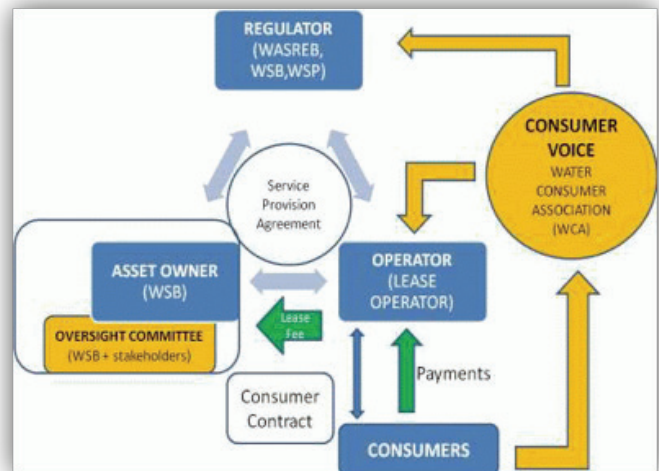 REGULATOR
(WASREB,
WSB,WSP)
CONSUMER
VOICE
WATER
CONSUMER
ASSOCIATION
(WCA)
Service
Provision
Agreement
ASSET OWNER
(WSB)
OPERATOR
(LEASE
OPERATOR)
OVERSIGHT COMMITTEE
(WSB + stakeholders)
Lease
Fee
Payments
Consumer
Contract
CONSUMERS